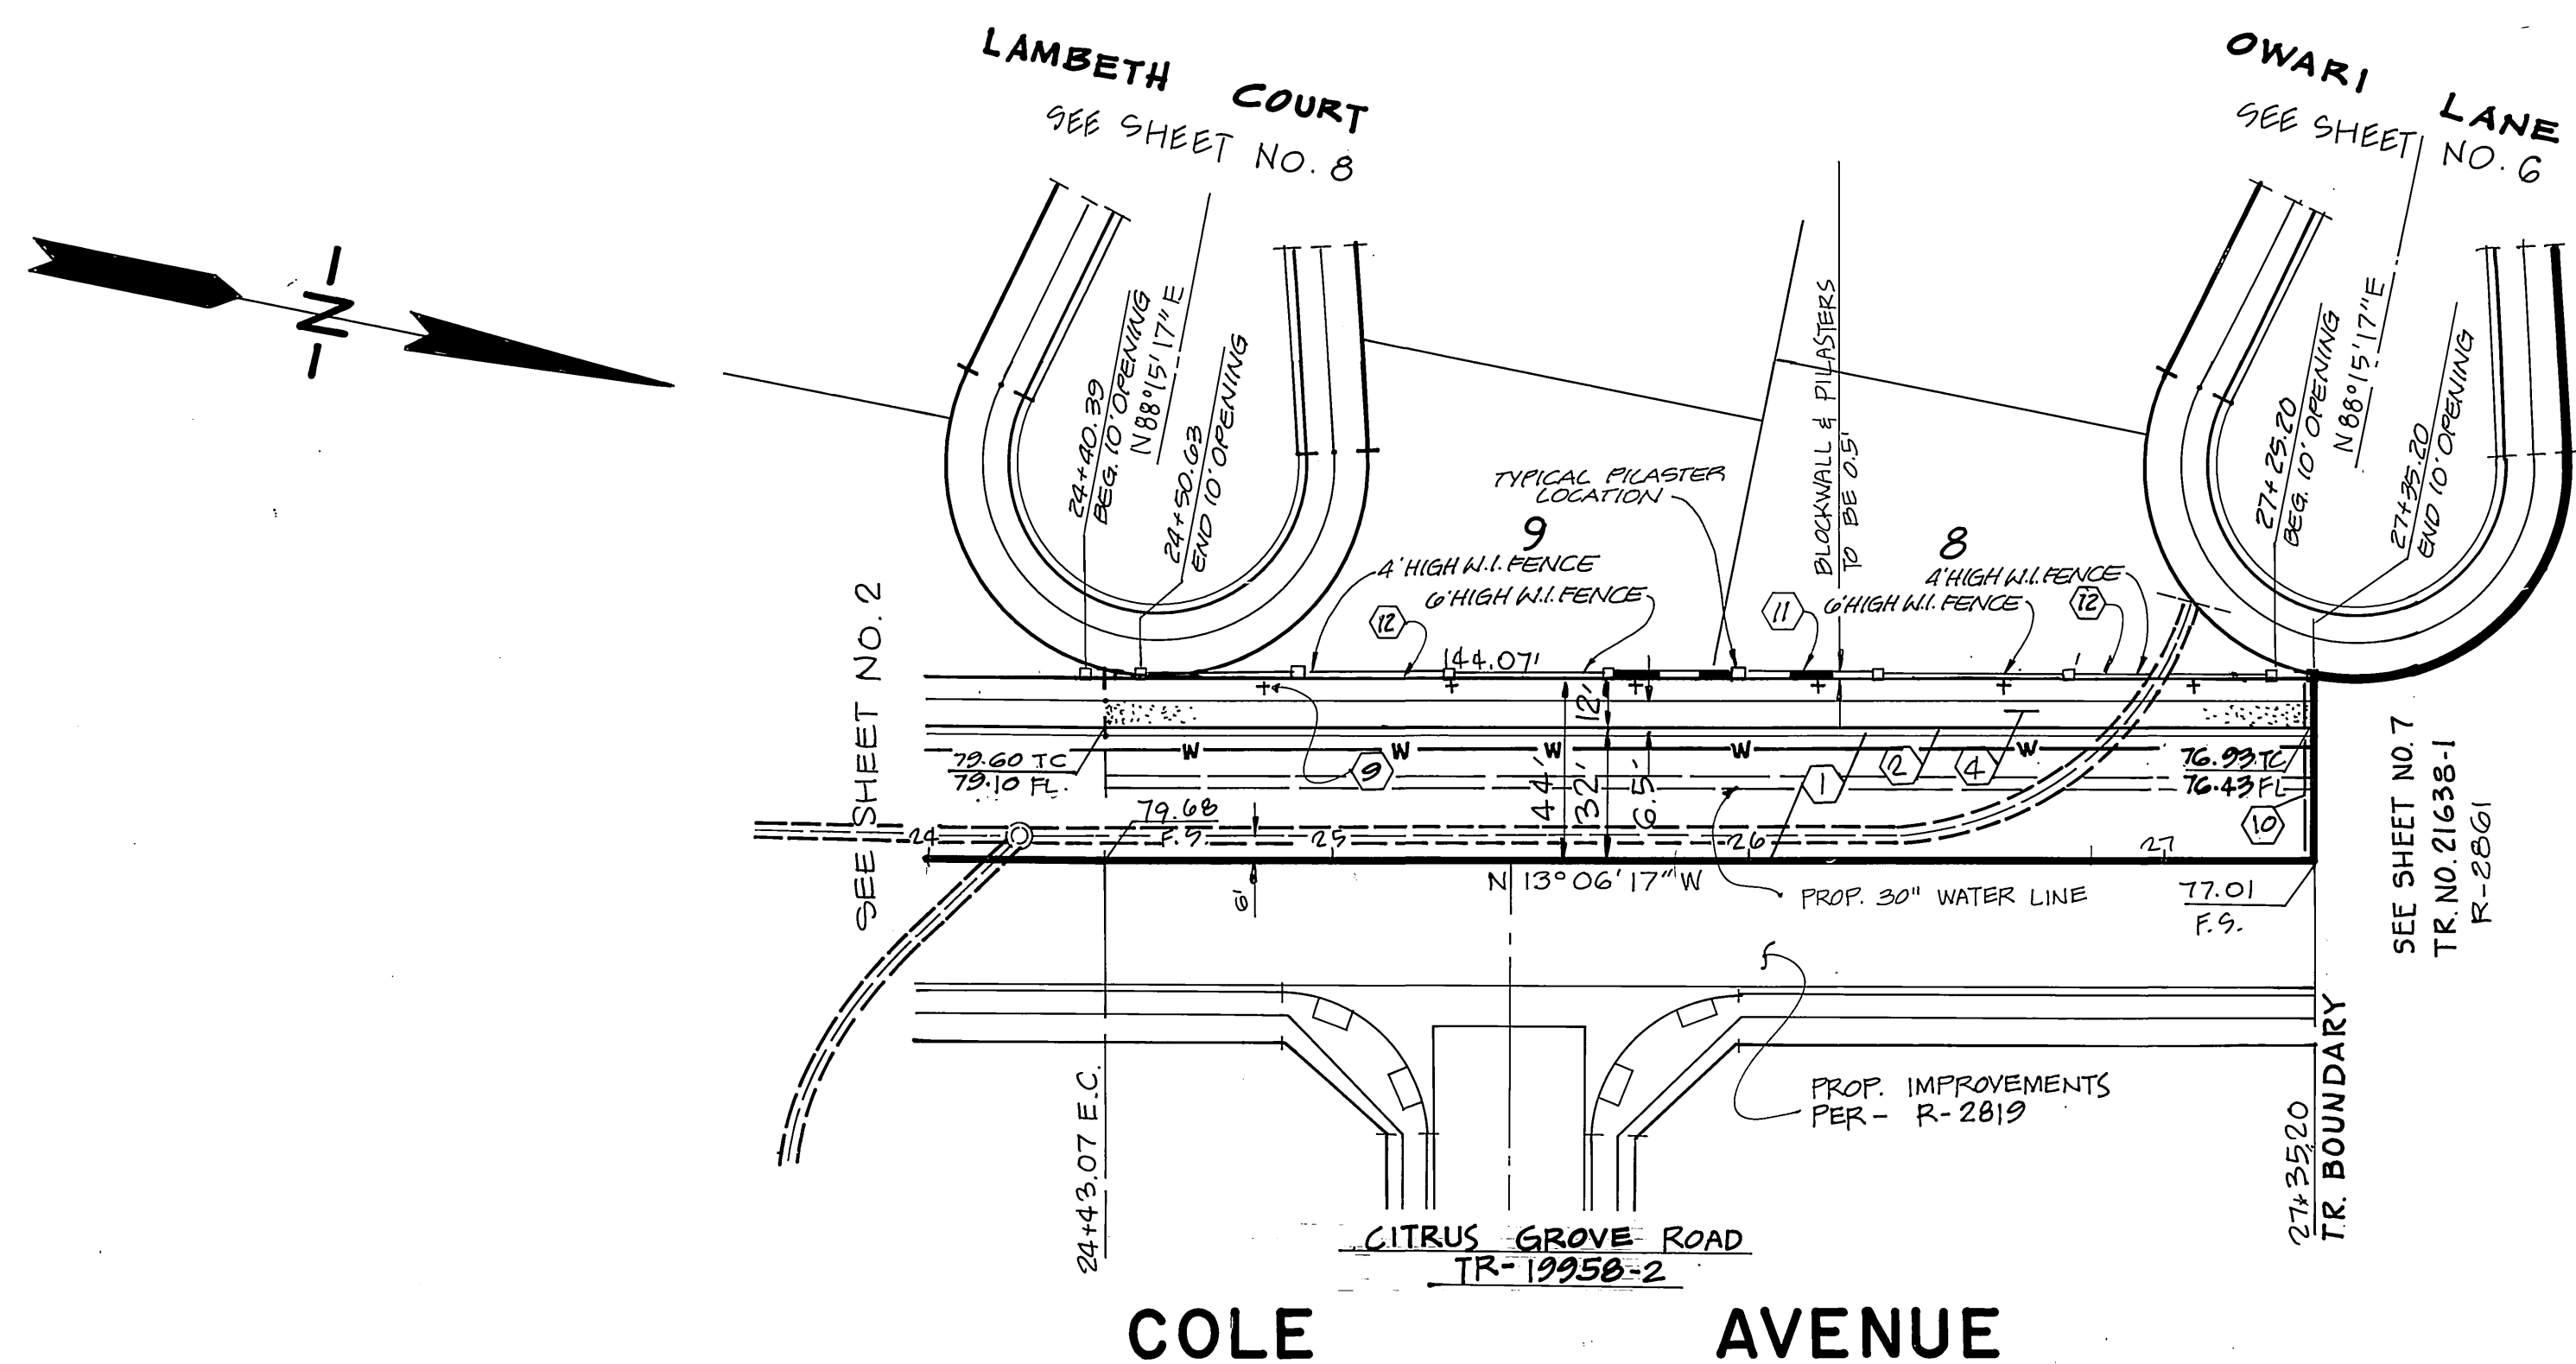 LAMBETH COURT
SEE SHEET NO. 8
OWARI LANE
SEE SHEET NO. 6
N
24+40.39
BEG. 10' OPENING
N88°15'17"E
24+50.63
END 10' OPENING
27+25.20
BEG. 10' OPENING
N88°15'17"E
27+35.20
END 10' OPENING
BLOCKWALL & PILASTERS
TO BE 0.5'
TYPICAL PILASTER
LOCATION
9
4' HIGH W.I. FENCE
6' HIGH W.I. FENCE
12
144.07'
8
4' HIGH W.I. FENCE
6' HIGH W.I. FENCE
11
12
SEE SHEET NO. 2
12'
W W W W W
79.60 TC
79.10 FL.
9
44'
32'
6.5'
1
2
4
76.93 TC
76.43 FL
10
79.68
F.S.
24
25
26
27
6'
N 13°06'17" W
PROP. 30" WATER LINE
77.01
F.S.
SEE SHEET NO. 7
TR. NO. 21638-1
R-2861
PROP. IMPROVEMENTS
PER- R-2819
24+43.07 E.C.
27+35.20
TR. BOUNDARY
CITRUS GROVE ROAD
TR-19958-2
COLE AVENUE